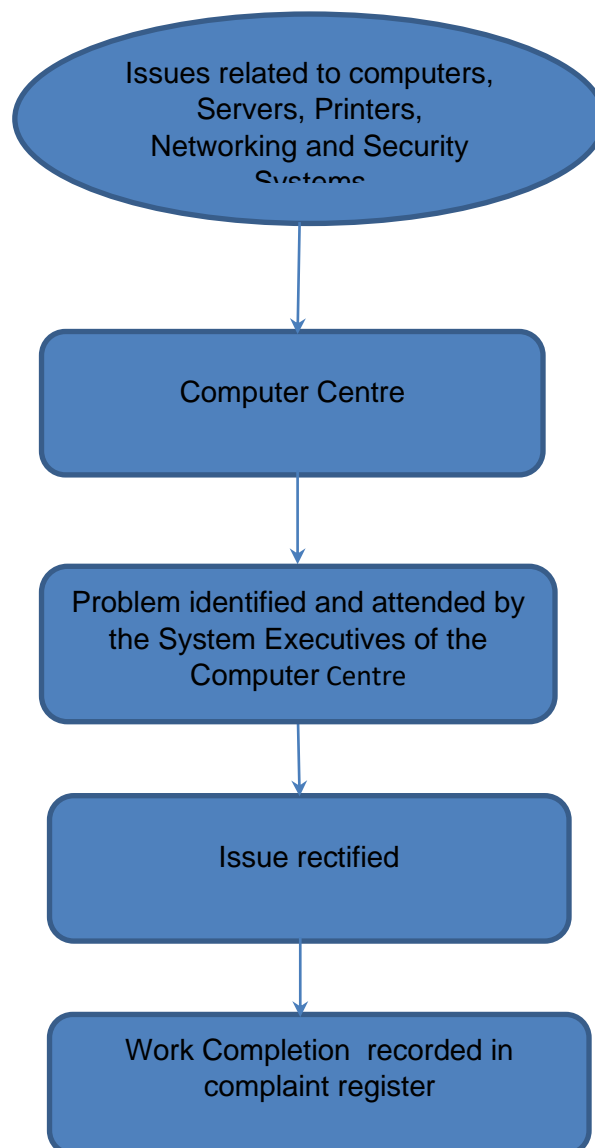 Issues related to computers,
Servers, Printers,
Networking and Security
Systems
Computer Centre
Problem identified and attended by
the System Executives of the
Computer Centre
Issue rectified
Work Completion  recorded in
complaint register